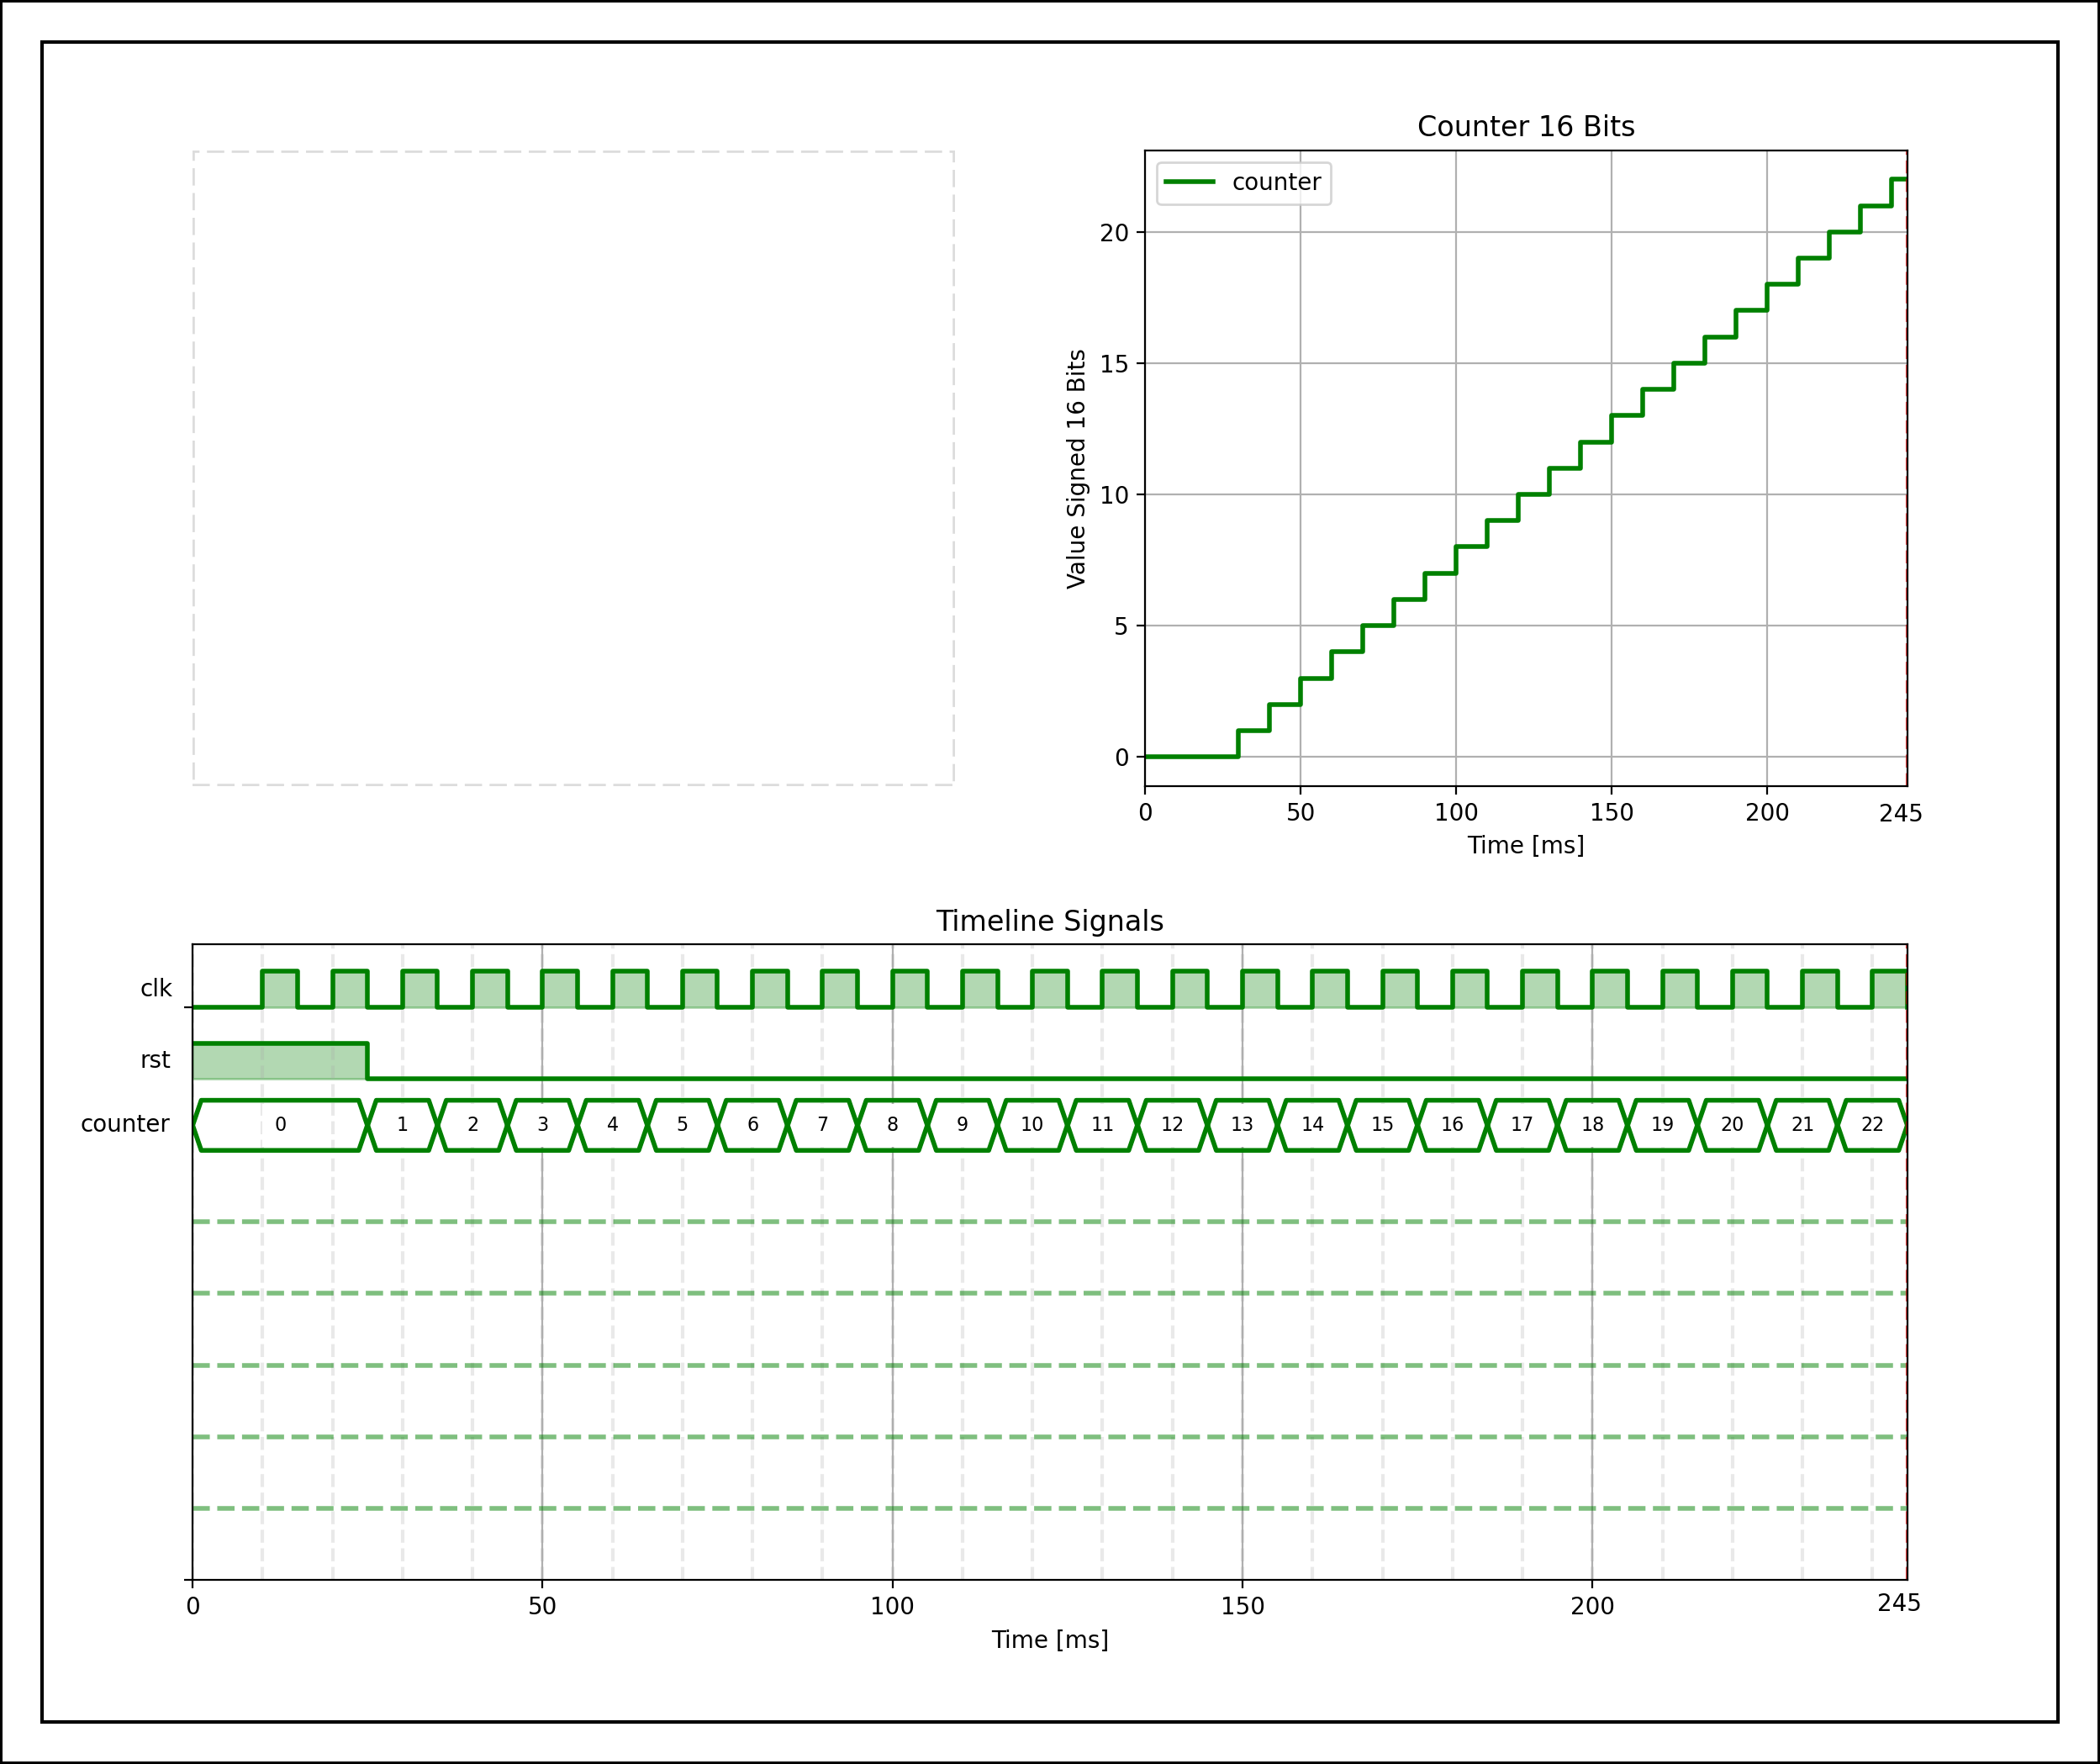 Counter 16 Bits
counter
Value Signed 16 Bits
20
15
10
5
0
0 50 100 150 200 245
Time [ms]
Timeline Signals
clk
rst
counter 0 1 2 3 4 5 6 7 8 9 10 11 12 13 14 15 16 17 18 19 20 21 22
0 50 100 150 200 245
Time [ms]